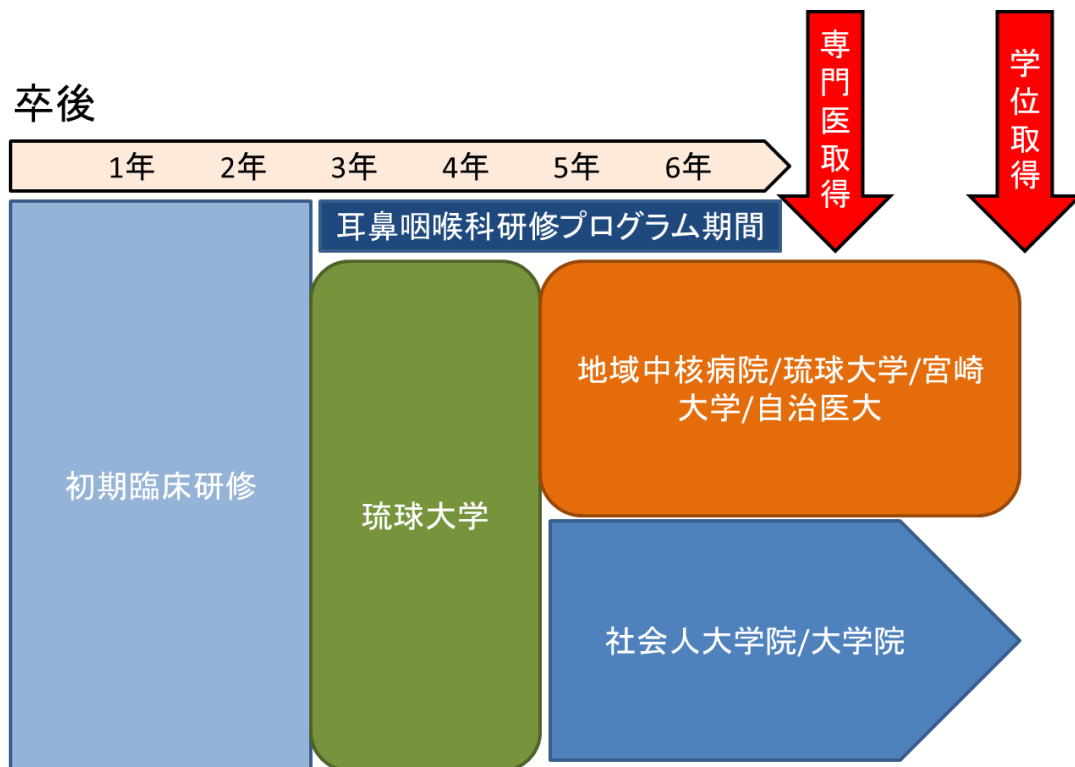 専門医取得
学位取得
卒後
1年 2年 3年 4年 5年 6年
耳鼻咽喉科研修プログラム期間
初期臨床研修
琉球大学
地域中核病院/琉球大学/宮崎
大学/自治医大
社会人大学院/大学院